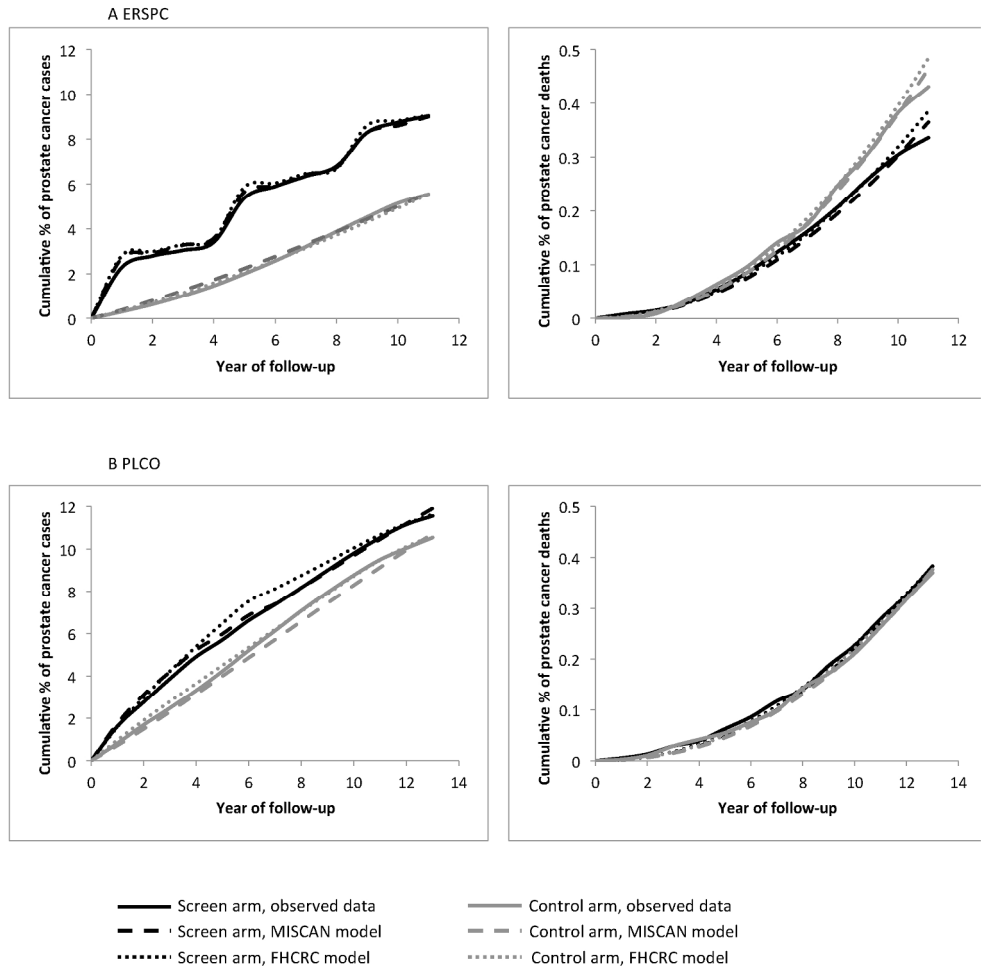 A ERSPC
Cumulative % of prostate cancer cases
12
10
8
6
4
2
0
0 2 4 6 8 10 12
Year of follow-up
Cumulative % of prostate cancer deaths
0.5
0.4
0.3
0.2
0.1
0
0 2 4 6 8 10 12
Year of follow-up
B PLCO
Cumulative % of prostate cancer cases
12
10
8
6
4
2
0
0 2 4 6 8 10 12 14
Year of follow-up
Cumulative % of prostate cancer deaths
0.5
0.4
0.3
0.2
0.1
0
0 2 4 6 8 10 12 14
Year of follow-up
Screen arm, observed data
Screen arm, MISCAN model
Screen arm, FHCRC model
Control arm, observed data
Control arm, MISCAN model
Control arm, FHCRC model